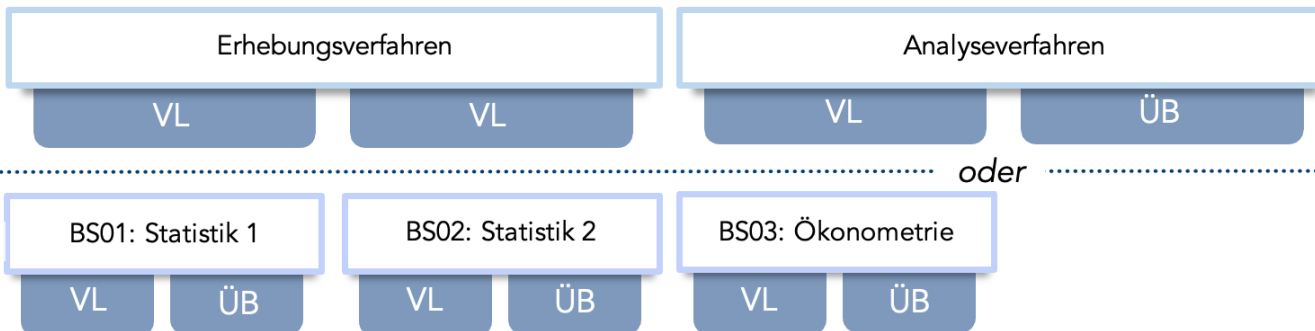 Erhebungsverfahren Analyseverfahren
VL VL VL ÜB
oder
BS01: Statistik 1 BS02: Statistik 2 BS03: Ökonometrie
VL ÜB VL ÜB VL ÜB